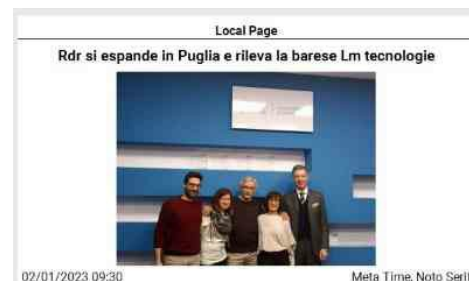 Local Page
Rdr si espande in Puglia e rileva la barese Lm tecnologie
02/01/2023 09:30
Meta Time, Noto Serif